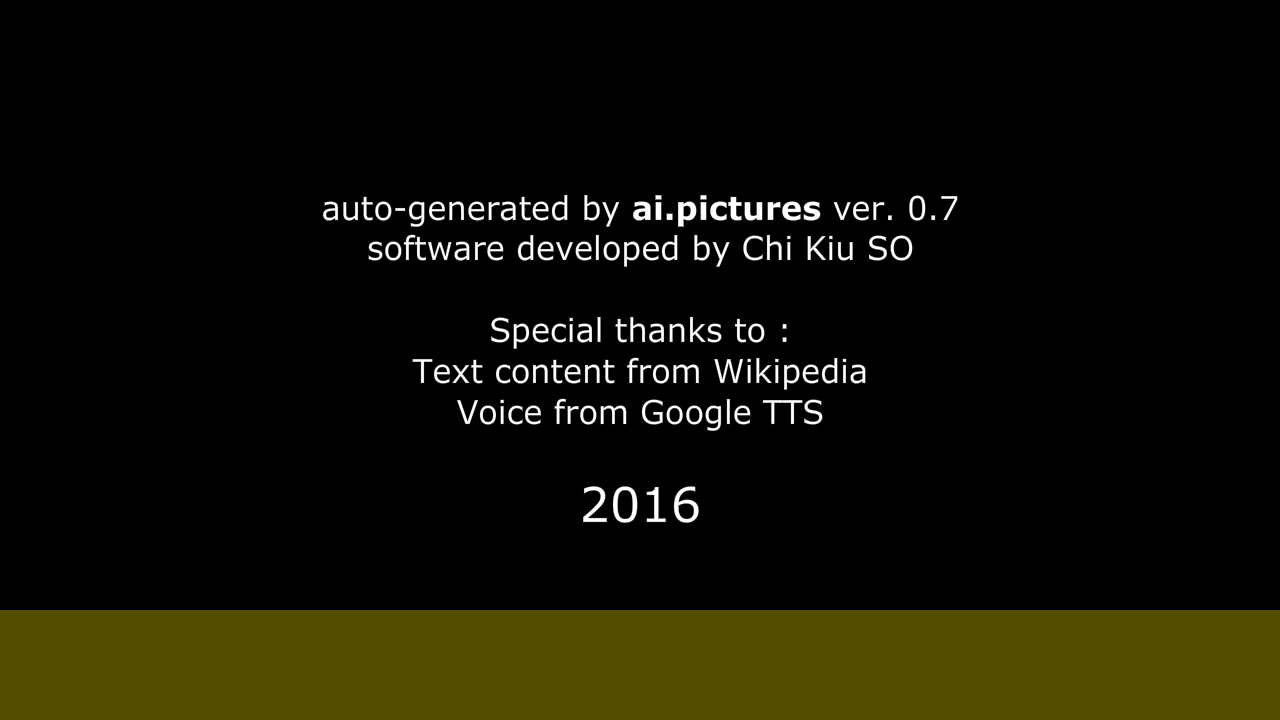 auto-generated by ai.pictures ver. 0.7
software developed by Chi Kiu SO
Special thanks to :
Text content from Wikipedia
Voice from Google TTS
2016